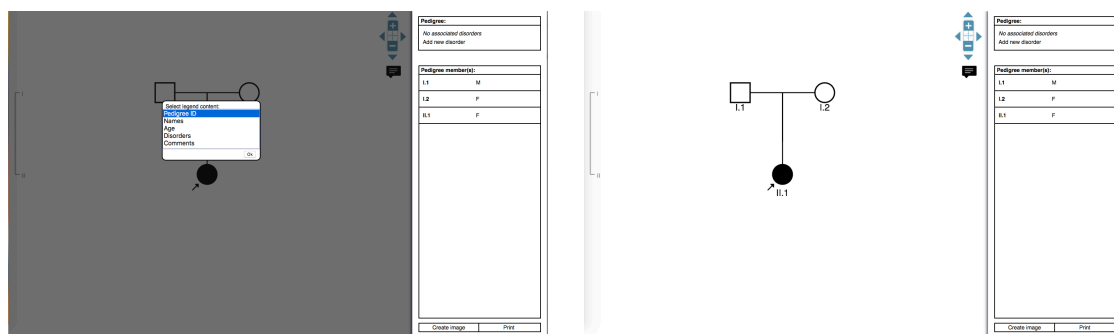 Pedigree:
No associated disorders
Add new disorder
Pedigree member(s):
I.1 M
I.2 F
II.1 F
I
II
Select legend content:
Pedigree ID
Names
Age
Disorders
Comments
Ok
Create image Print
Pedigree:
No associated disorders
Add new disorder
Pedigree member(s):
I.1 M
I.2 F
II.1 F
I
II
I.1 I.2
II.1
Create image Print